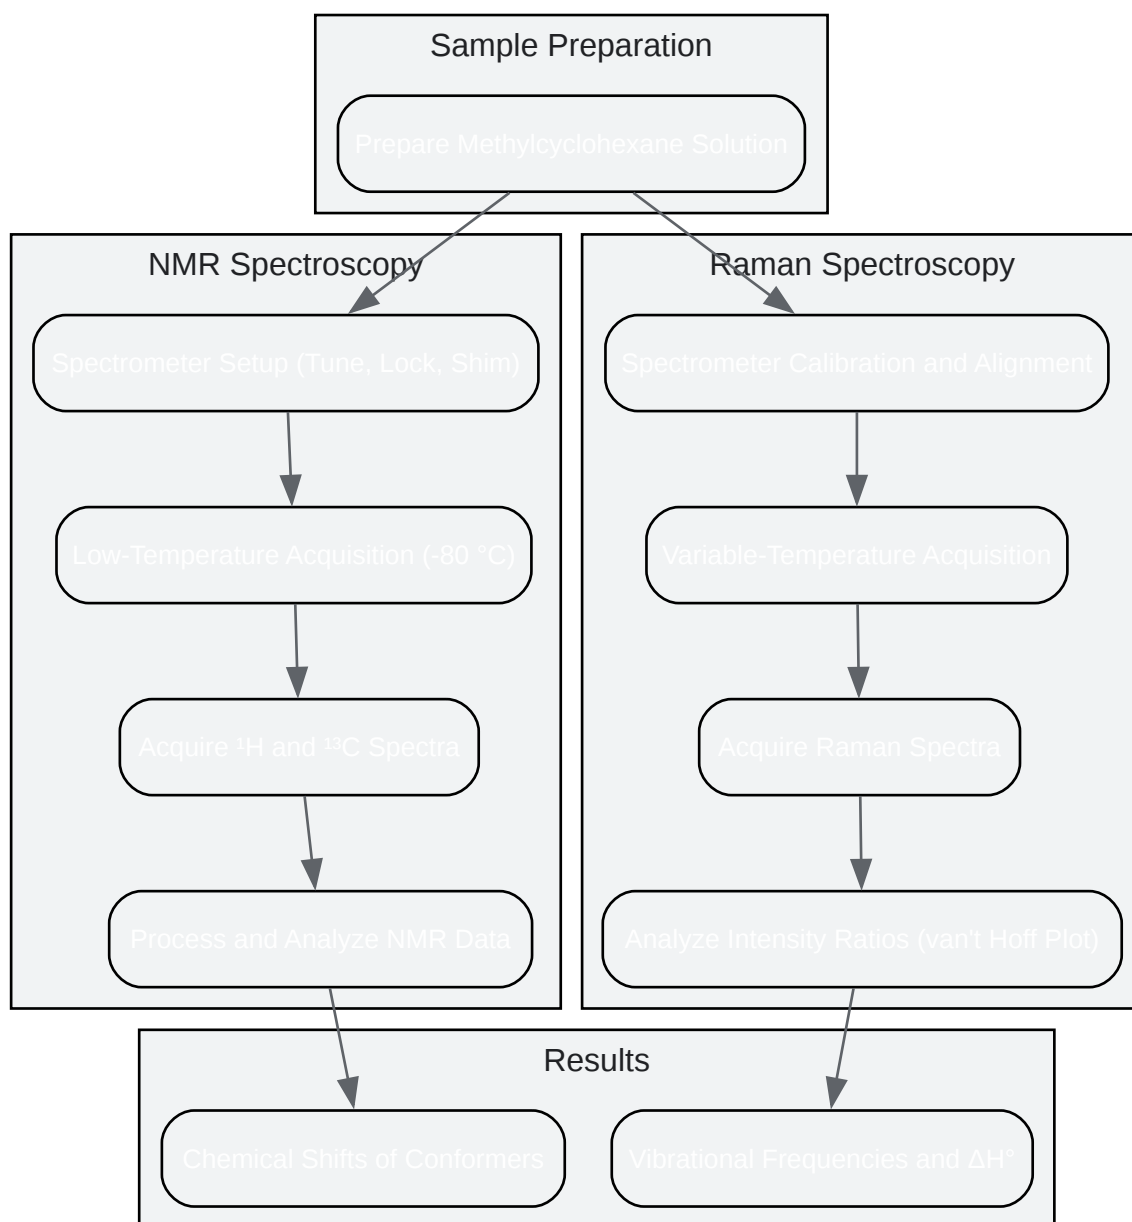 Sample Preparation
Prepare Methylcyclohexane Solution
NMR Spectroscopy
Raman Spectroscopy
Spectrometer Setup (Tune, Lock, Shim)
Spectrometer Calibration and Alignment
Low-Temperature Acquisition (-80 °C)
Variable-Temperature Acquisition
Acquire ¹H and ¹³C Spectra
Acquire Raman Spectra
Process and Analyze NMR Data
Analyze Intensity Ratios (van't Hoff Plot)
Results
Chemical Shifts of Conformers
Vibrational Frequencies and ΔH°